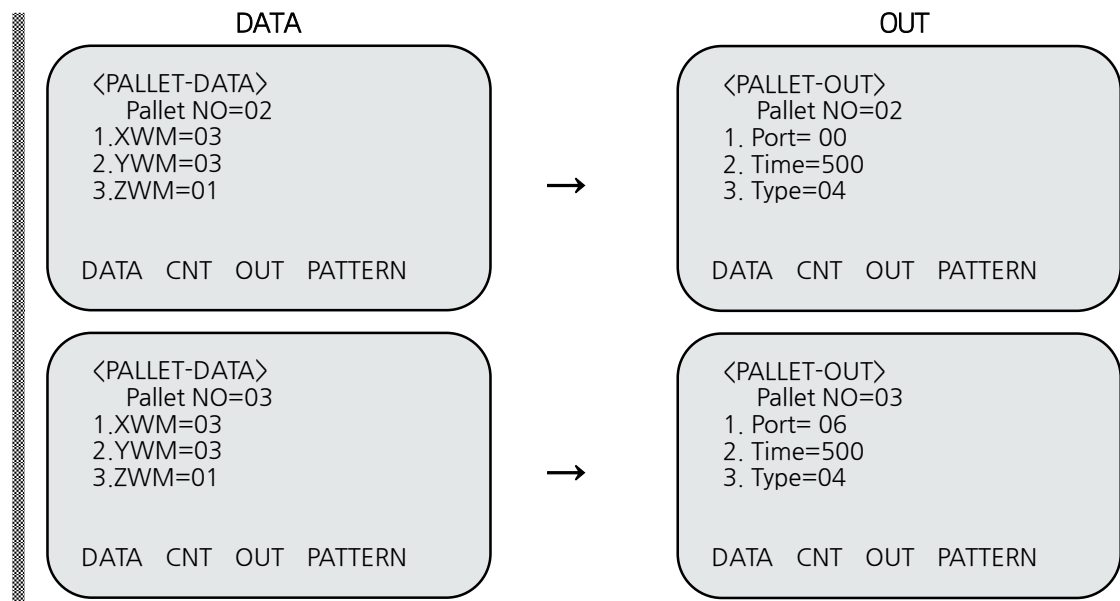 DATA
OUT
〈PALLET-DATA〉
Pallet NO=02
1.XWM=03
2.YWM=03
3.ZWM=01
DATA CNT OUT PATTERN
→
〈PALLET-OUT〉
Pallet NO=02
1. Port= 00
2. Time=500
3. Type=04
DATA CNT OUT PATTERN
〈PALLET-DATA〉
Pallet NO=03
1.XWM=03
2.YWM=03
3.ZWM=01
DATA CNT OUT PATTERN
→
〈PALLET-OUT〉
Pallet NO=03
1. Port= 06
2. Time=500
3. Type=04
DATA CNT OUT PATTERN